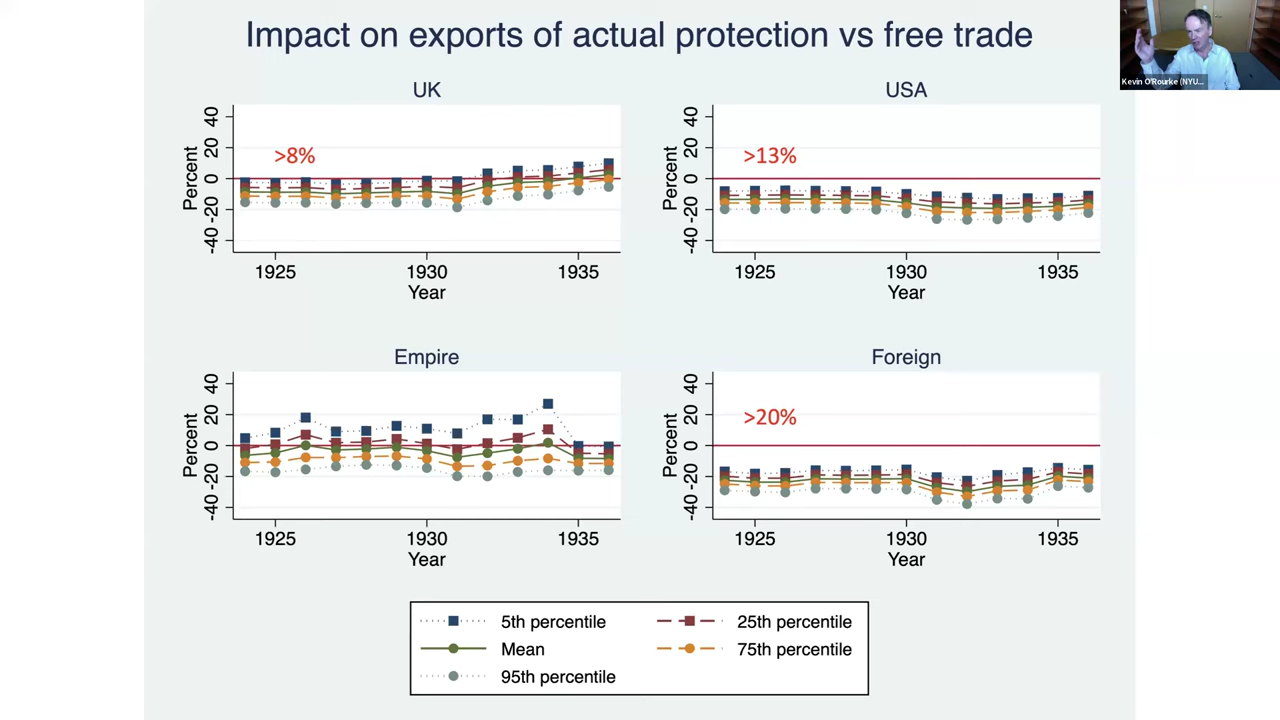 Impact on exports of actual protection vs free trade
Kevin O'Rourke (NYU...
UK
40
20
0
-20
-40
Percent
>8%
1925
1930
1935
Year
USA
40
20
0
-20
-40
Percent
>13%
1925
1930
1935
Year
Empire
40
20
0
-20
-40
Percent
1925
1930
1935
Year
Foreign
40
20
0
-20
-40
Percent
>20%
1925
1930
1935
Year
5th percentile
25th percentile
Mean
75th percentile
95th percentile